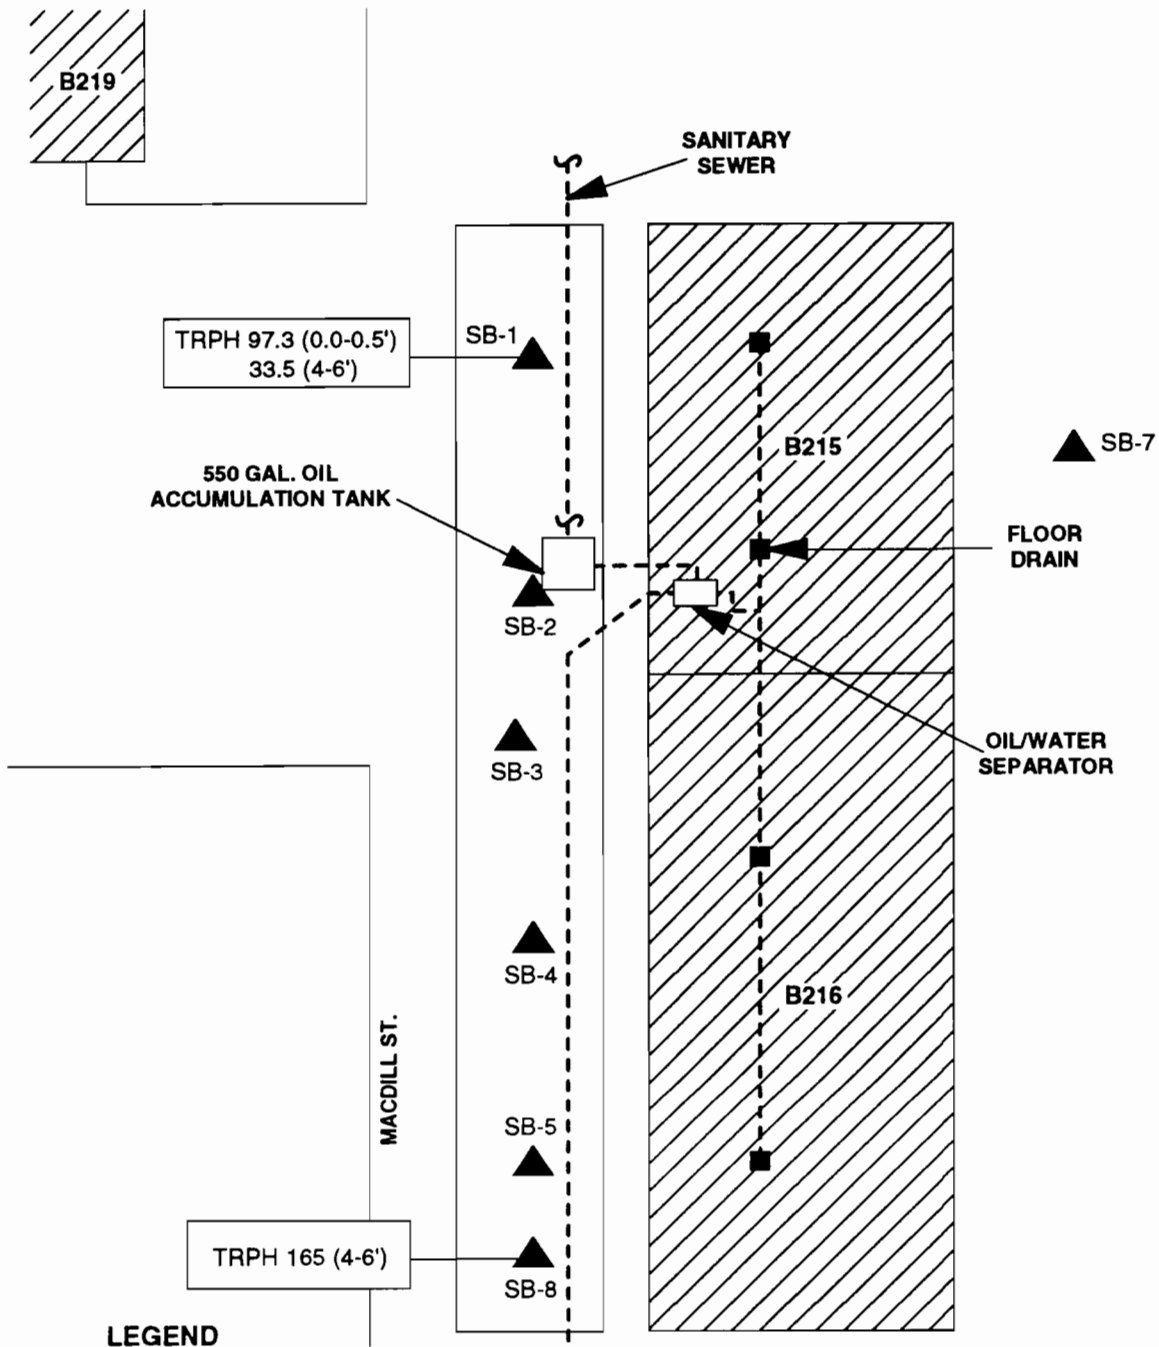 B219
SANITARY
SEWER
TRPH 97.3 (0.0-0.5')
33.5 (4-6')
SB-1
B215
SB-7
550 GAL. OIL
ACCUMULATION TANK
FLOOR
DRAIN
SB-2
SB-3
OIL/WATER
SEPARATOR
SB-4
B216
MACDILL ST.
SB-5
TRPH 165 (4-6')
SB-8
LEGEND